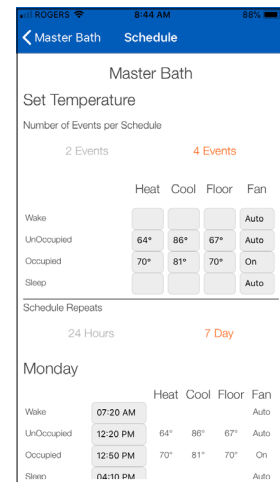 ROGERS 8:44 AM 88%
Master Bath Schedule
Master Bath
Set Temperature
Number of Events per Schedule
2 Events 4 Events
Heat Cool Floor Fan
Wake Auto
UnOccupied 64° 86° 67° Auto
Occupied 70° 81° 70° On
Sleep Auto
Schedule Repeats
24 Hours 7 Day
Monday
Heat Cool Floor Fan
Wake 07:20 AM Auto
UnOccupied 12:20 PM 64° 86° 67° Auto
Occupied 12:50 PM 70° 81° 70° On
Sleep 04:10 PM Auto